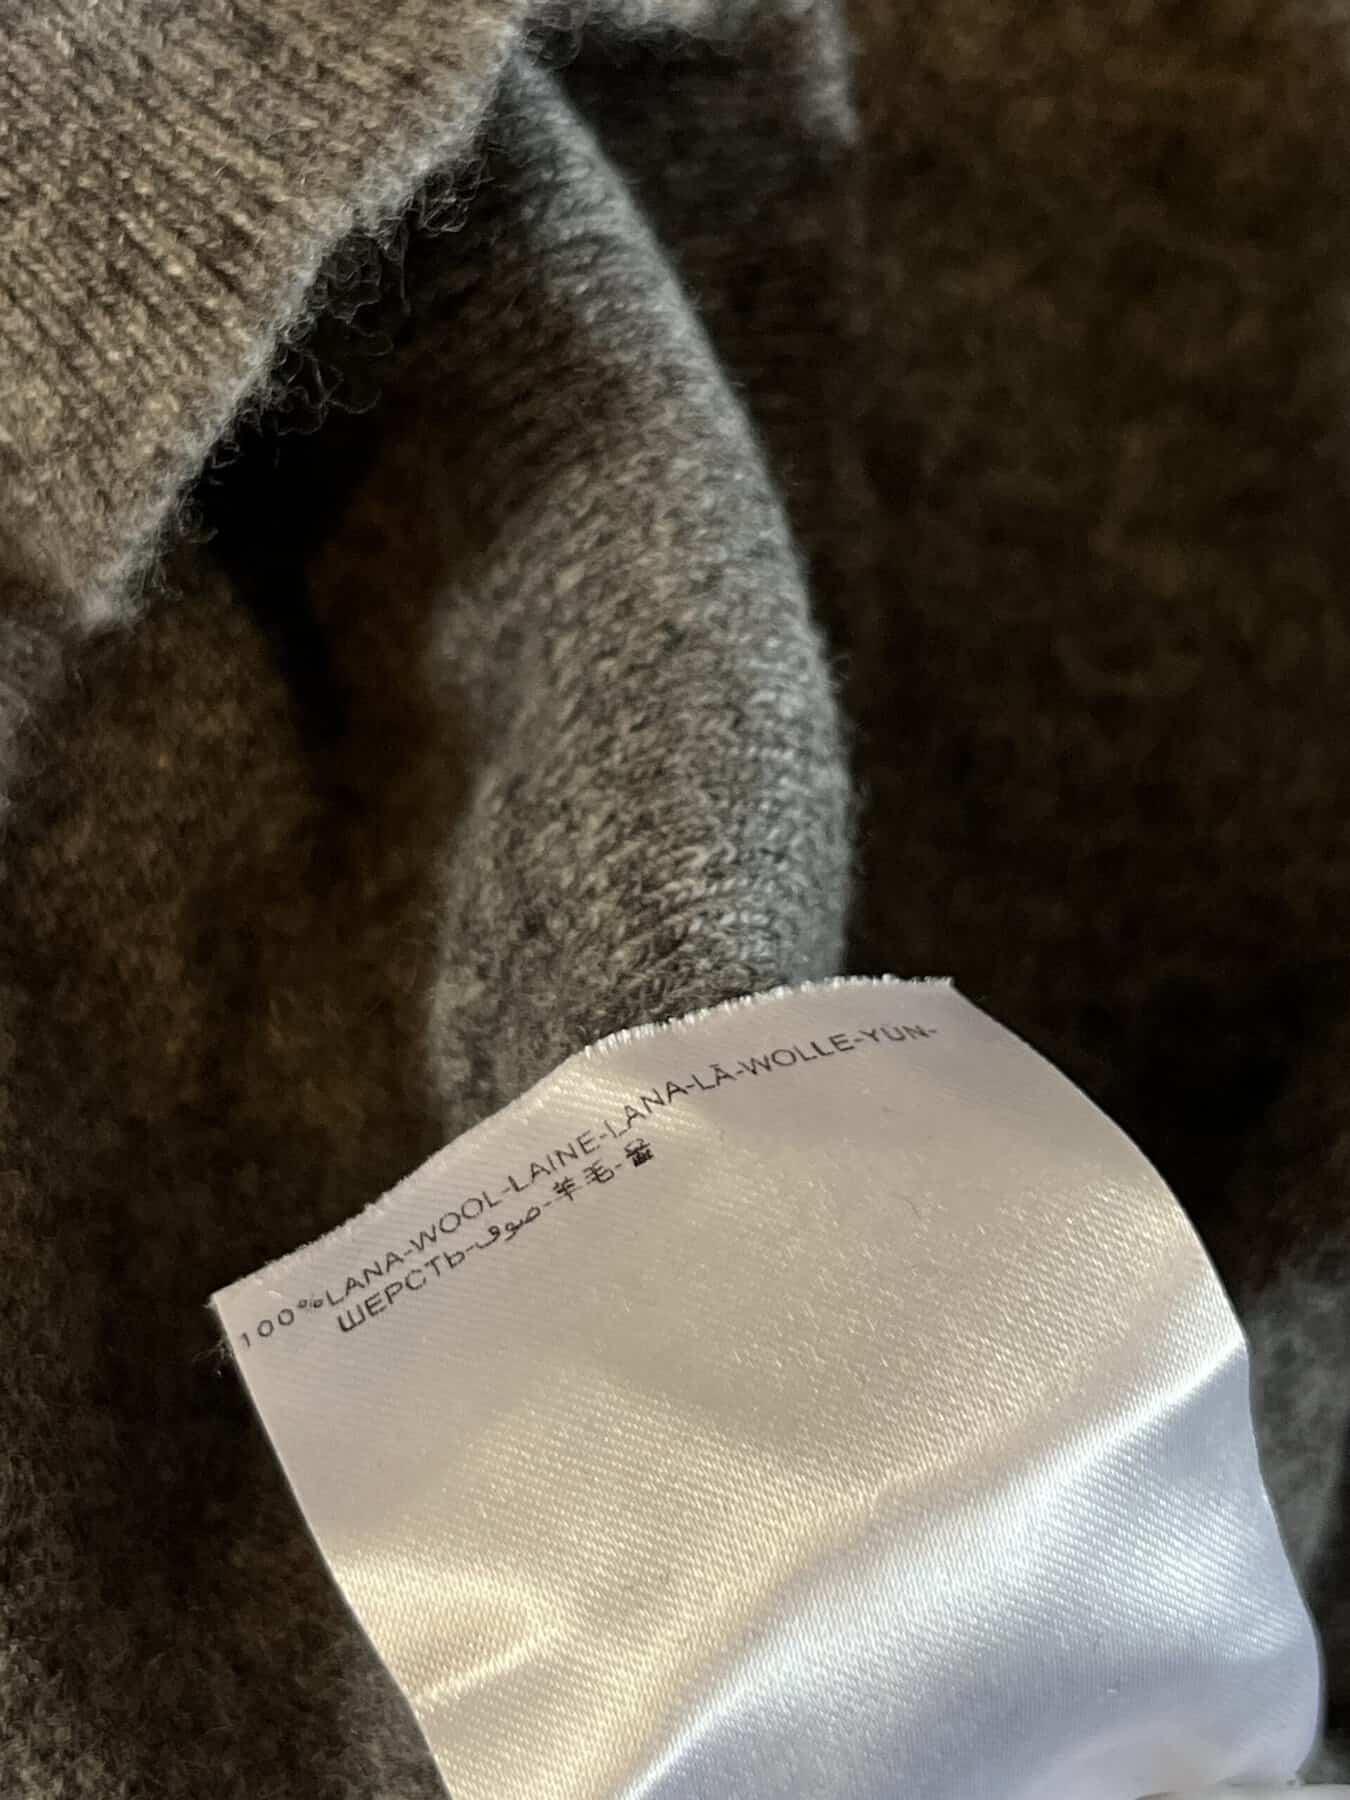 100%LANA-WOOL-LAINE-LANA-LÃ-WOLLE-YÜN-
ШЕРСТЬ-صوف-羊毛-울